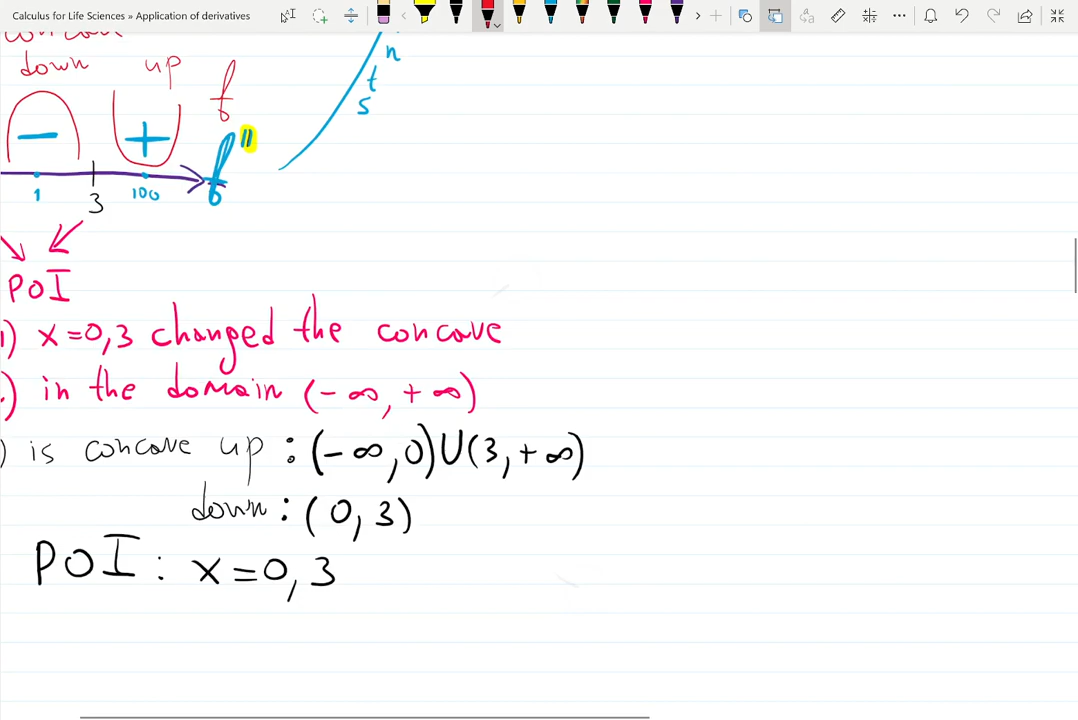 Calculus for Life Sciences » Application of derivatives
concave
down up f
− + f"
1 3 100
n
t
s
POI
1) x=0,3 changed the concave
.) in the domain (-∞,+∞)
) is concave up : (-∞,0)U(3,+∞)
down : (0,3)
POI : x=0,3